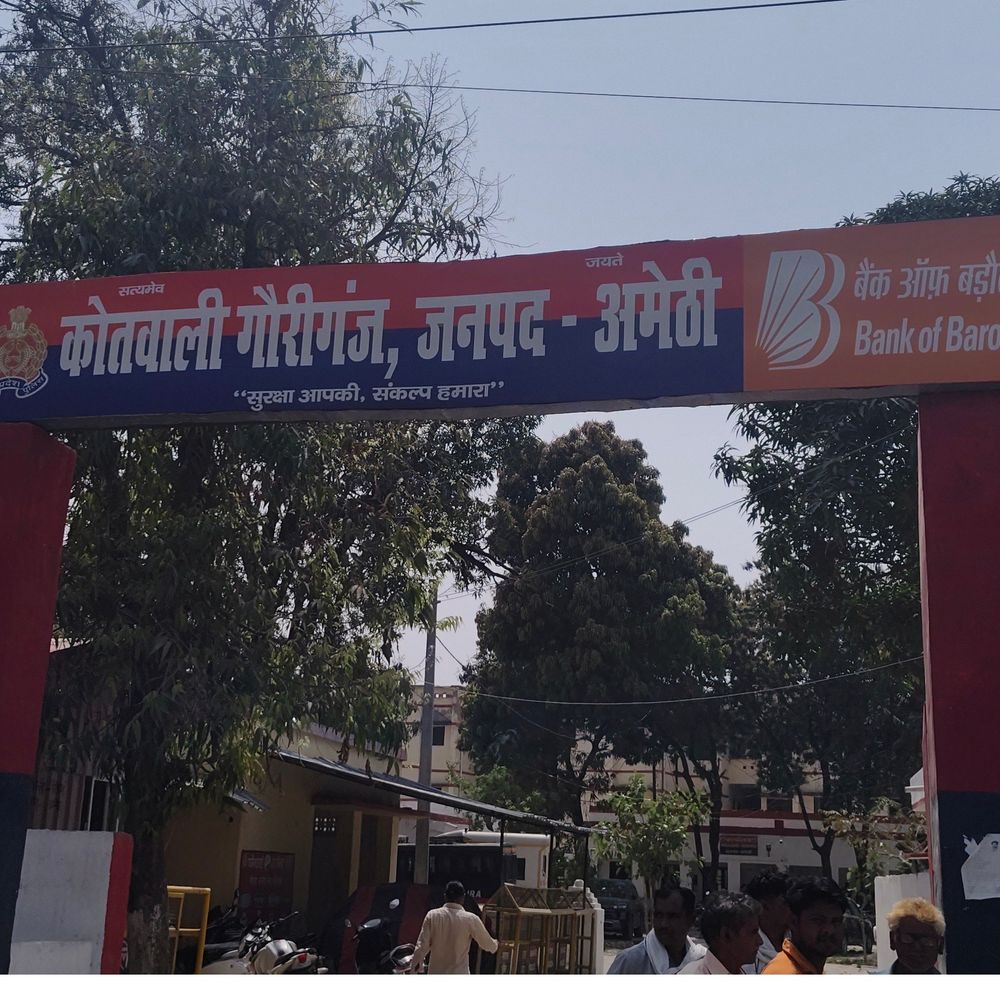 सत्यमेव जयते
कोतवाली गौरीगंज, जनपद - अमेठी
“सुरक्षा आपकी, संकल्प हमारा”
बैंक ऑफ़ बड़ौ
Bank of Baro